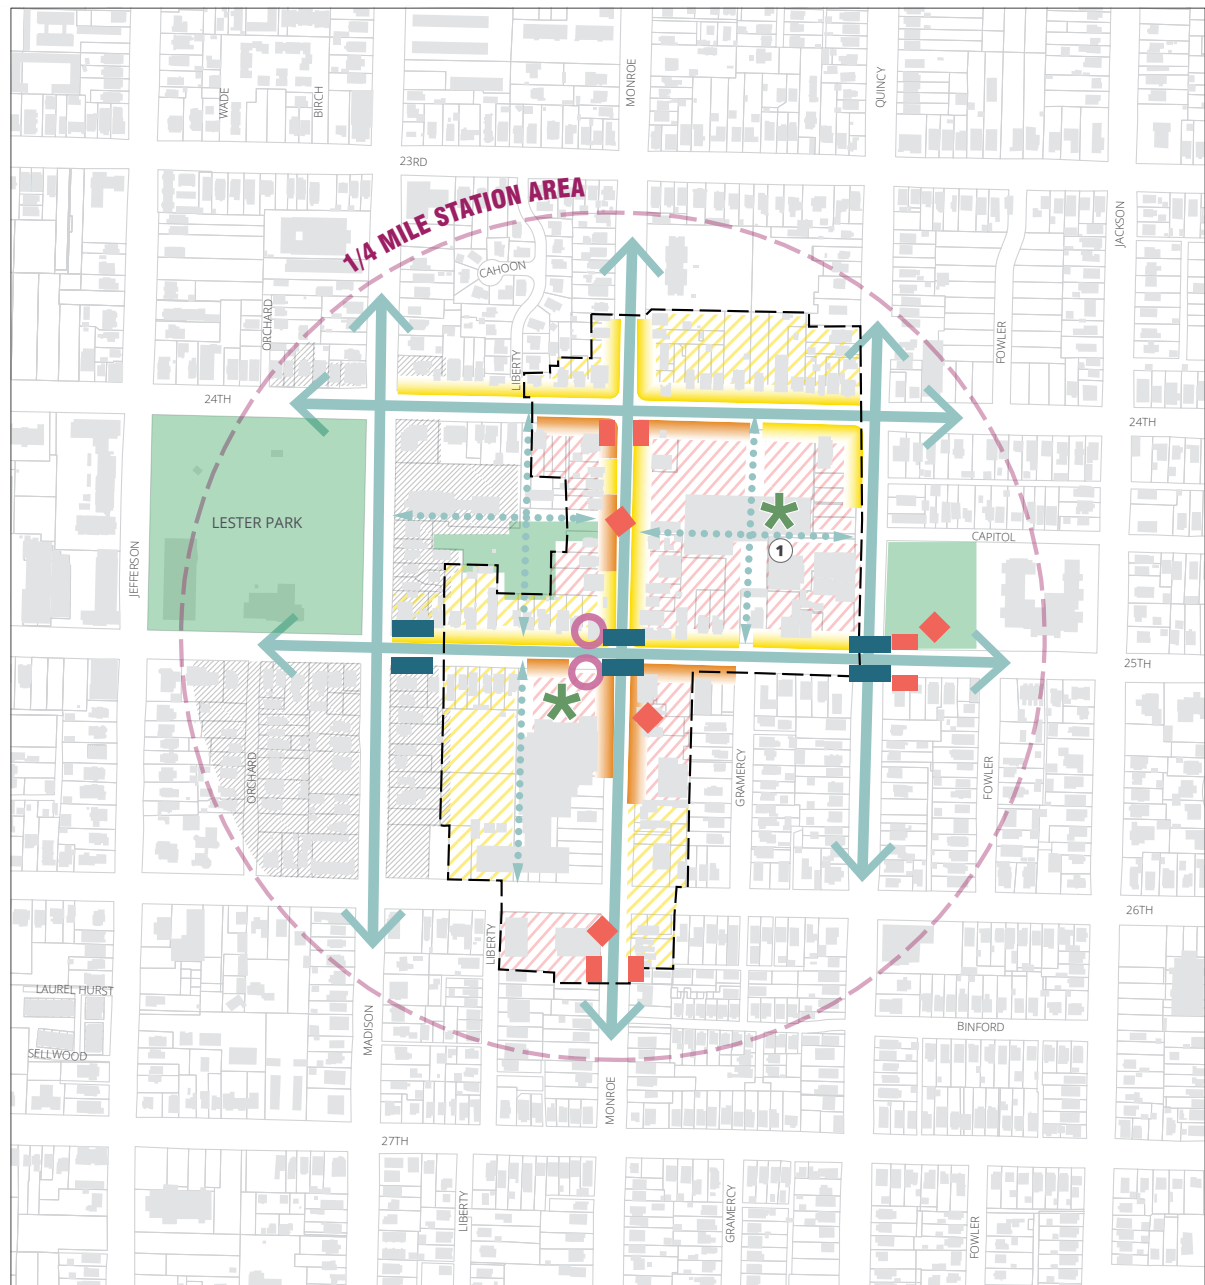 WADE
BIRCH
MONROE
QUINCY
23RD
1/4 MILE STATION AREA
JACKSON
CAHOON
ORCHARD
LIBERTY
FOWLER
24TH
24TH
LESTER PARK
JEFFERSON
CAPITOL
1
25TH
ORCHARD
GRAMERCY
FOWLER
26TH
LIBERTY
LAUREL HURST
MADISON
BINFORD
SELLWOOD
MONROE
27TH
LIBERTY
GRAMERCY
FOWLER